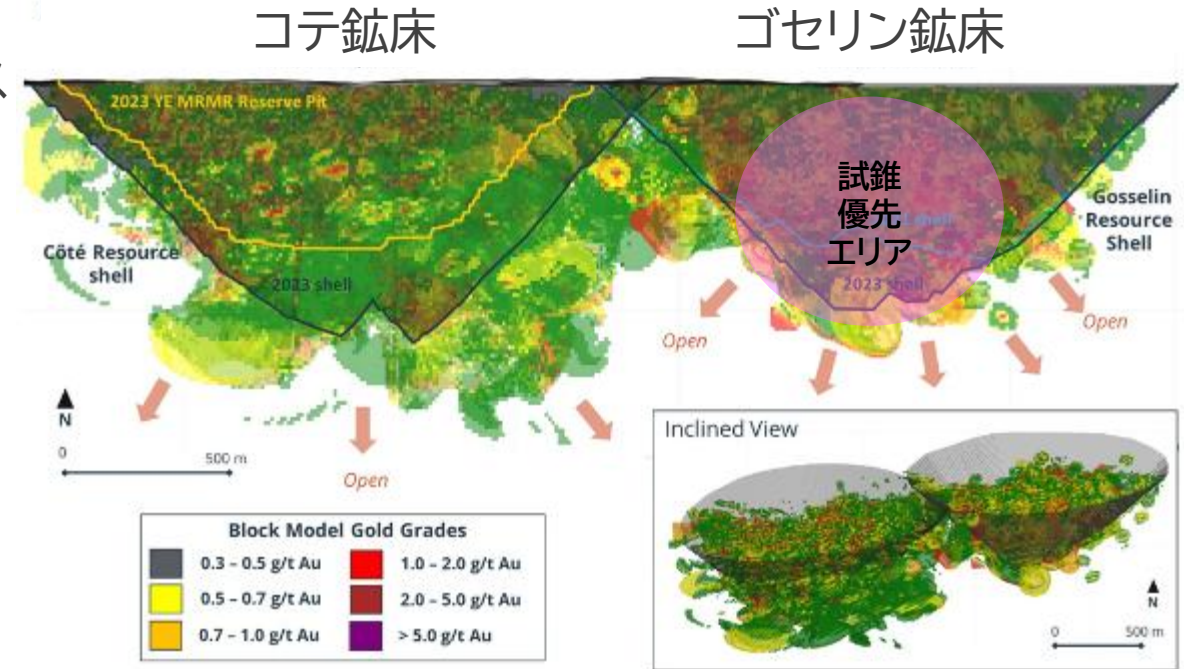 コテ鉱床
ゴセリン鉱床
2023 YE MRMR Reserve Pit
試錐
優先
エリア
shell
Gosselin
Resource
Shell
Côté Resource
shell
2023 shell
2023 shell
Open
Open
N
0
500 m
Open
Inclined View
N
0
500 m
Block Model Gold Grades
0.3 – 0.5 g/t Au
1.0 – 2.0 g/t Au
0.5 – 0.7 g/t Au
2.0 – 5.0 g/t Au
0.7 – 1.0 g/t Au
> 5.0 g/t Au